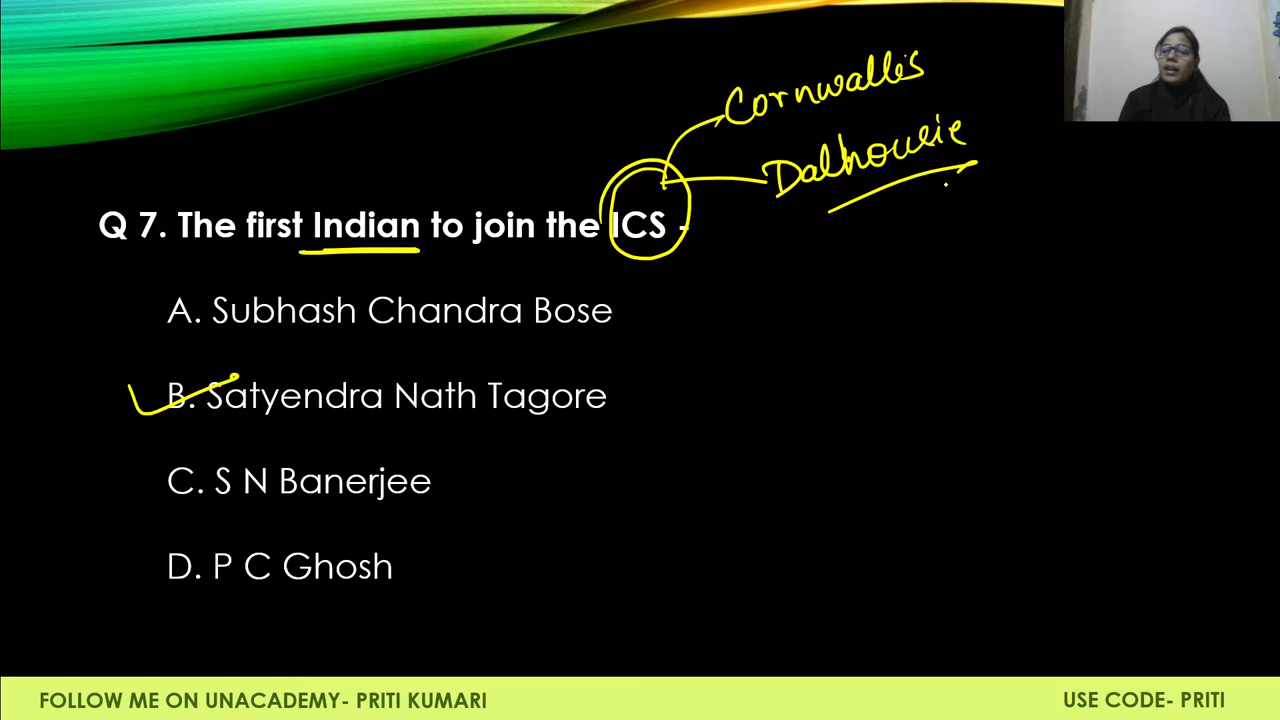 Cornwallis
Dalhousie
Q 7. The first Indian to join the ICS -
A. Subhash Chandra Bose
B. Satyendra Nath Tagore
C. S N Banerjee
D. P C Ghosh
FOLLOW ME ON UNACADEMY- PRITI KUMARI
USE CODE- PRITI